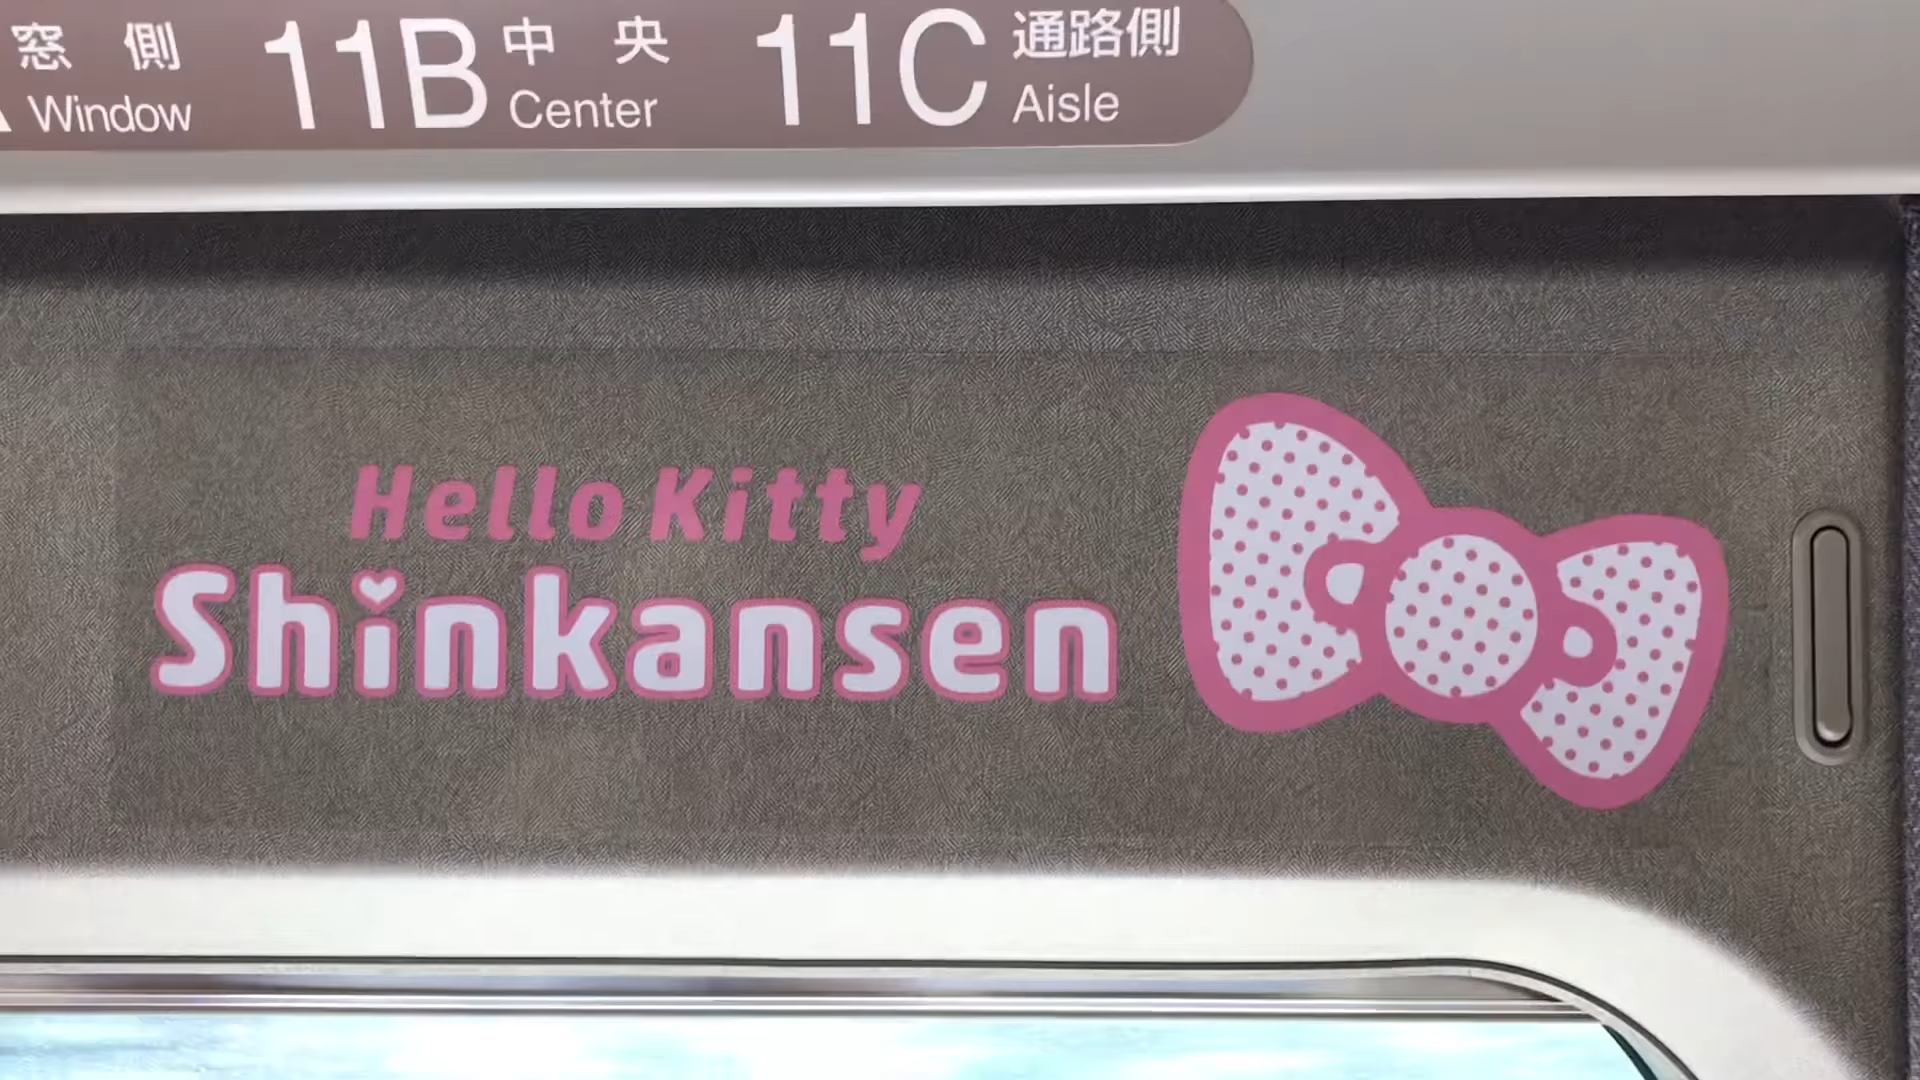 窓側 11B 中央 11C 通路側
Window Center Aisle
Hello Kitty
Shinkansen